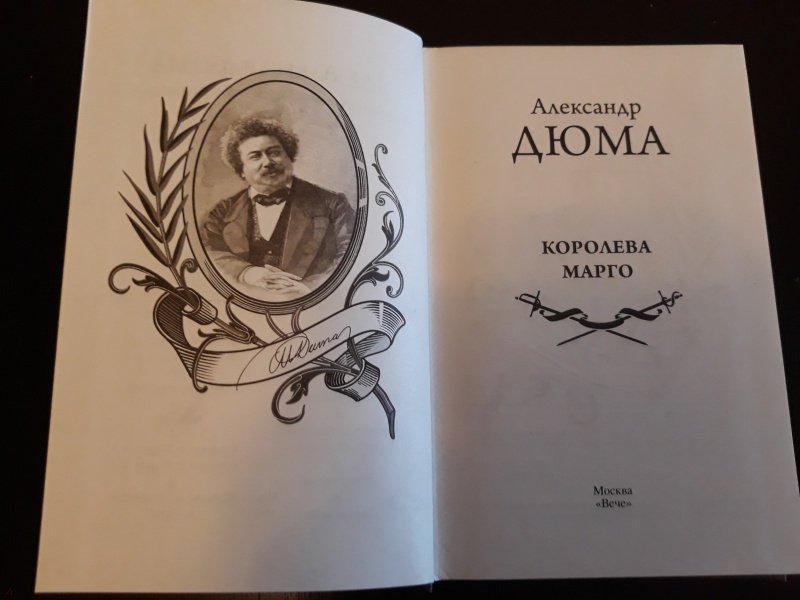 Александр
ДЮМА
КОРОЛЕВА
МАРГО
Москва
«Вече»